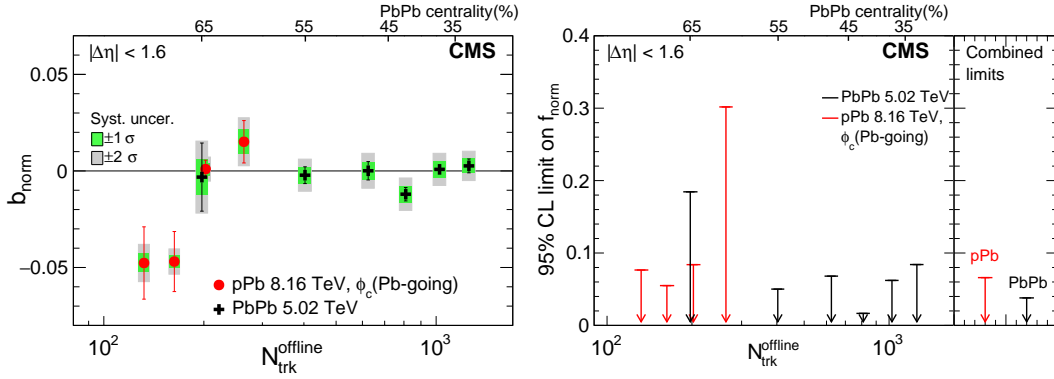 PbPb centrality(%)
65 55 45 35
|Δη| < 1.6 CMS
0.05
0
−0.05
b_norm
Syst. uncer.
±1 σ
±2 σ
pPb 8.16 TeV, ϕ_c(Pb-going)
PbPb 5.02 TeV
10^2 10^3
N_trk^offline
PbPb centrality(%)
65 55 45 35
|Δη| < 1.6 CMS
0.4
0.3
0.2
0.1
0
95% CL limit on f_norm
PbPb 5.02 TeV
pPb 8.16 TeV,
ϕ_c(Pb-going)
10^2 10^3
N_trk^offline
Combined
limits
pPb
PbPb